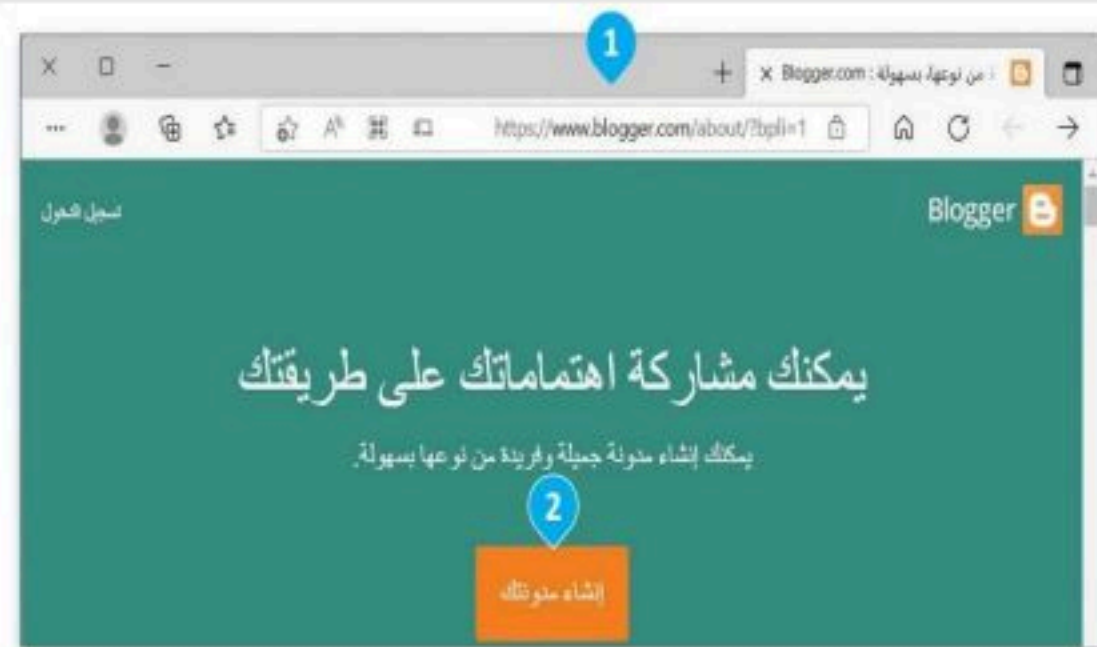 1
من نوعها، بسهولة : Blogger.com
https://www.blogger.com/about/?bpli=1
Blogger
تسجيل الدخول
يمكنك مشاركة اهتماماتك على طريقتك
يمكنك إنشاء مدونة جميلة وفريدة من نوعها بسهولة.
2
إنشاء مدونتك